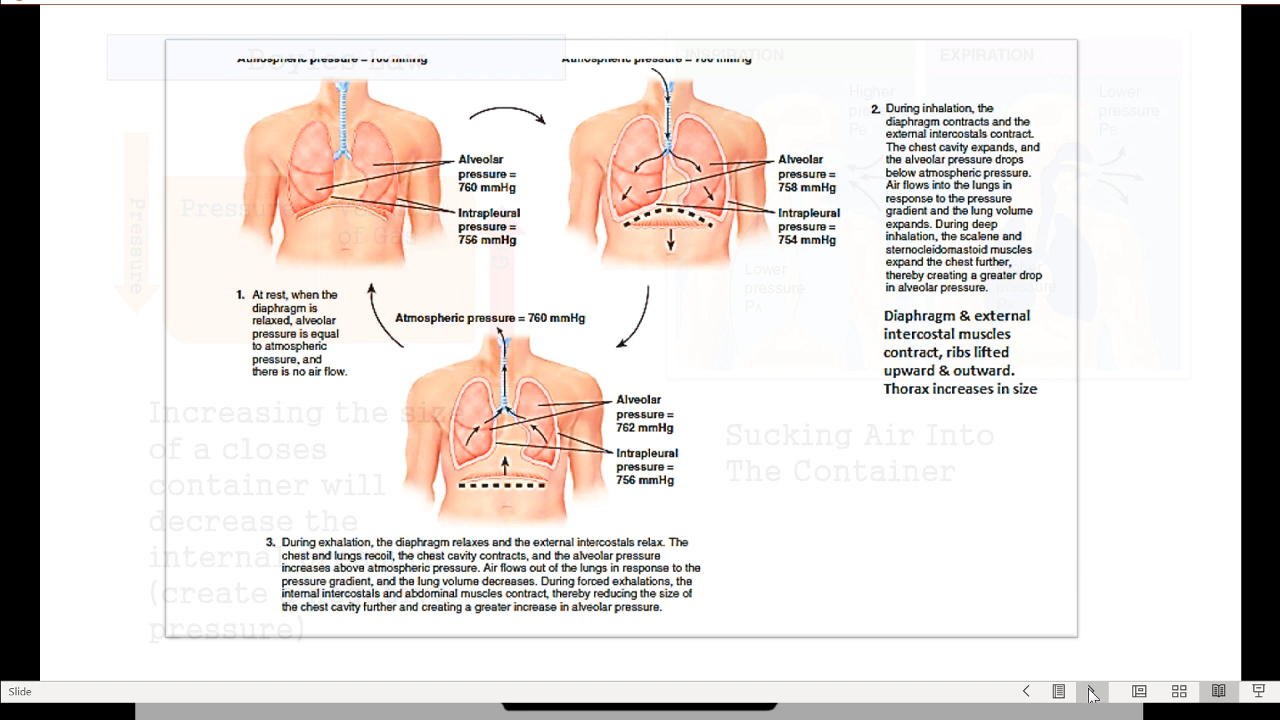 Boyles Law
INSPIRATION
EXPIRATION
Atmospheric pressure = 760 mmHg
Atmospheric pressure = 760 mmHg
Alveolar
pressure =
760 mmHg
Intrapleural
pressure =
756 mmHg
Alveolar
pressure =
758 mmHg
Intrapleural
pressure =
754 mmHg
Higher
Lower
pressure
Lower
pressure
Pressure
Pressure
of Gas
1. At rest, when the
diaphragm is
relaxed, alveolar
pressure is equal
to atmospheric
pressure, and
there is no air flow.
2. During inhalation, the
diaphragm contracts and the
external intercostals contract.
The chest cavity expands, and
the alveolar pressure drops
below atmospheric pressure.
Air flows into the lungs in
response to the pressure
gradient and the lung volume
expands. During deep
inhalation, the scalene and
sternocleidomastoid muscles
expand the chest further,
thereby creating a greater drop
in alveolar pressure.
Diaphragm & external
intercostal muscles
contract, ribs lifted
upward & outward.
Thorax increases in size
Atmospheric pressure = 760 mmHg
Alveolar
pressure =
762 mmHg
Intrapleural
pressure =
756 mmHg
Increasing the size
of a closes
container will
decrease the
internal
(create
pressure)
Sucking Air Into
The Container
3. During exhalation, the diaphragm relaxes and the external intercostals relax. The
chest and lungs recoil, the chest cavity contracts, and the alveolar pressure
increases above atmospheric pressure. Air flows out of the lungs in response to the
pressure gradient, and the lung volume decreases. During forced exhalations, the
internal intercostals and abdominal muscles contract, thereby reducing the size of
the chest cavity further and creating a greater increase in alveolar pressure.
Slide